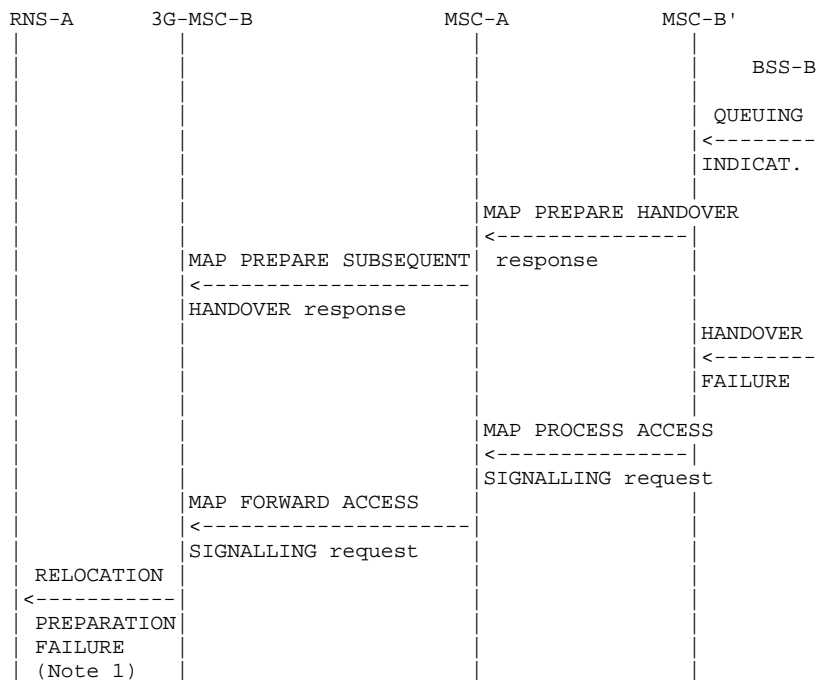 RNS-A 3G-MSC-B MSC-A MSC-B'
BSS-B
QUEUING
INDICAT.
MAP PREPARE HANDOVER
MAP PREPARE SUBSEQUENT response
HANDOVER response
HANDOVER
FAILURE
MAP PROCESS ACCESS
SIGNALLING request
MAP FORWARD ACCESS
SIGNALLING request
RELOCATION
PREPARATION
FAILURE
(Note 1)